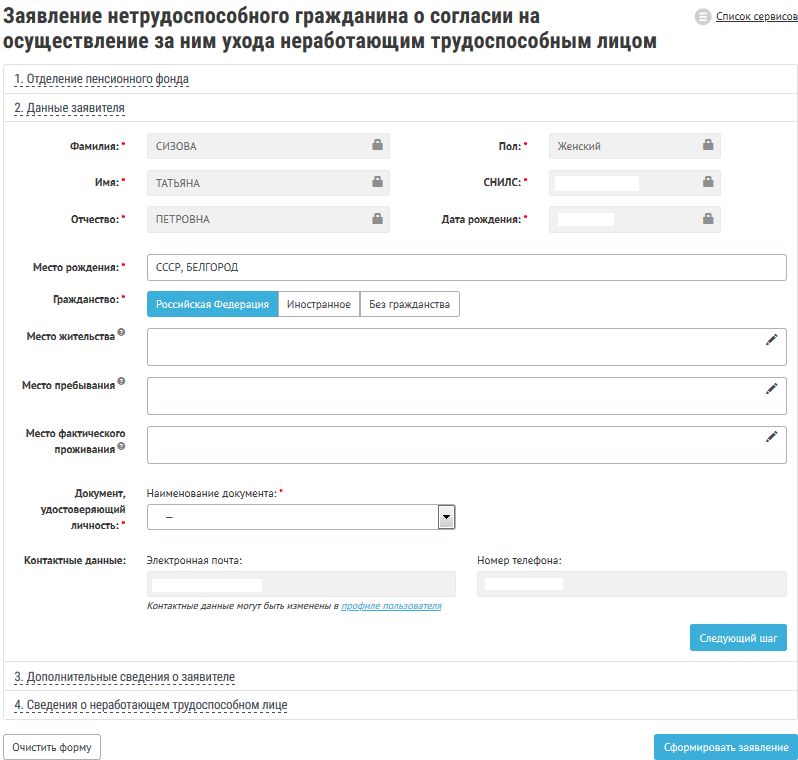 Заявление нетрудоспособного гражданина о согласии на
осуществление за ним ухода неработающим трудоспособным лицом
Список сервисов
1. Отделение пенсионного фонда
2. Данные заявителя
Фамилия: * СИЗОВА
Пол: * Женский
Имя: * ТАТЬЯНА
СНИЛС: *
Отчество: * ПЕТРОВНА
Дата рождения: *
Место рождения: * СССР, БЕЛГОРОД
Гражданство: * Российская Федерация Иностранное Без гражданства
Место жительства ?
Место пребывания ?
Место фактического
проживания ?
Документ,
удостоверяющий
личность: *
Наименование документа: *
--
Контактные данные:
Электронная почта:
Номер телефона:
Контактные данные могут быть изменены в профиле пользователя
Следующий шаг
3. Дополнительные сведения о заявителе
4. Сведения о неработающем трудоспособном лице
Очистить форму
Сформировать заявление